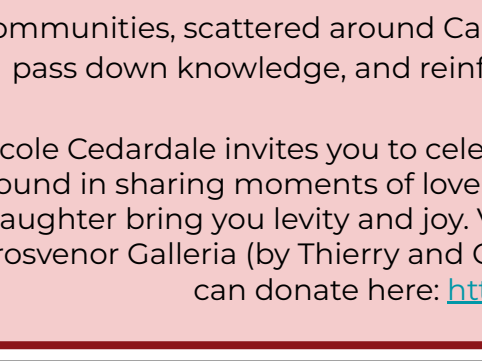 ommunities, scattered around Ca
pass down knowledge, and reinf
cole Cedardale invites you to cele
ound in sharing moments of love
aughter bring you levity and joy. V
rosvenor Galleria (by Thierry and
can donate here: htt